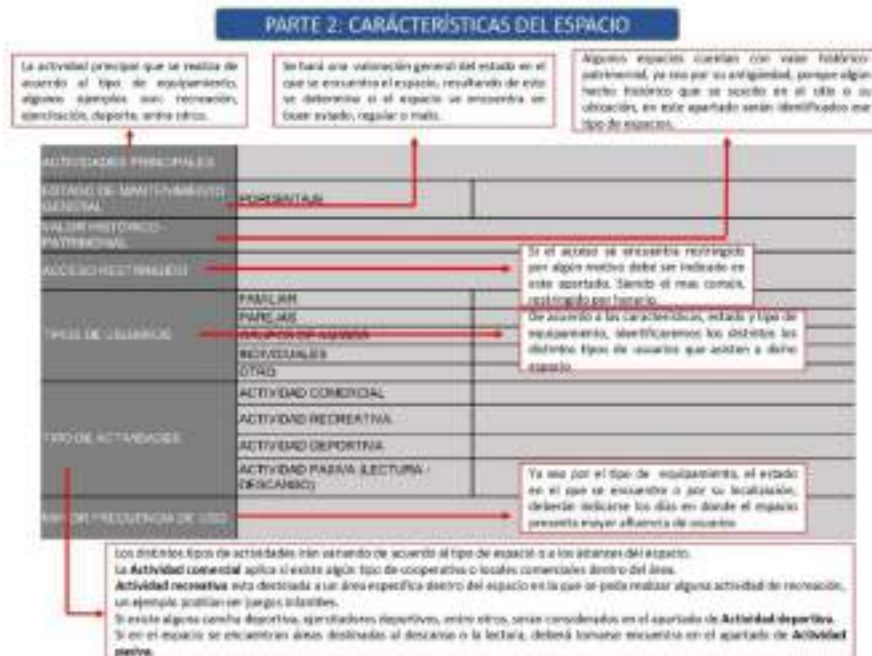 PARTE 2: CARÁCTERÍSTICAS DEL ESPACIO
La actividad principal que se realiza de
acuerdo al tipo de equipamiento,
algunos ejemplos son: recreación,
ejercitación, deporte, entre otros.
Se hará una valoración general del estado en el
que se encuentra el espacio, resultando de esto
se determina si el espacio se encuentra en
buen estado, regular o malo.
Algunos espacios cuentan con valor histórico-
patrimonial, ya sea por su antigüedad, porque algún
hecho histórico que se suscito en el sitio o su
ubicación, en este apartado serán identificados ese
tipo de espacios.
ACTIVIDADES PRINCIPALES
ESTADO DE MANTENIMIENTO
GENERAL
PORCENTAJE
VALOR HISTÓRICO -
PATRIMONIAL
ACCESO RESTRINGIDO
Si el acceso se encuentra restringido
por algún motivo debe ser indicado en
este apartado. Siendo el mas común,
restringido por horario.
TIPOS DE USUARIOS
FAMILIAR
PAREJAS
GRUPOS DE AMIGOS
INDIVIDUALES
OTRO
De acuerdo a las características, estado y tipo de
equipamiento, identificaremos los distintos los
distintos tipos de usuarios que asisten a dicho
espacio
TIPO DE ACTIVIDADES
ACTIVIDAD COMERCIAL
ACTIVIDAD RECREATIVA
ACTIVIDAD DEPORTIVA
ACTIVIDAD PASIVA (LECTURA -
DESCANSO)
MAYOR FRECUENCIA DE USO
Ya sea por el tipo de equipamiento, el estado
en el que se encuentre o por su localización,
deberán indicarse los días en donde el espacio
presenta mayor afluencia de usuarios
Los distintos tipos de actividades irán variando de acuerdo al tipo de espacio o a los alcances del espacio.
La Actividad comercial aplica si existe algún tipo de cooperativa o locales comerciales dentro del área.
Actividad recreativa esta destinada a un área especifica dentro del espacio en la que se pueda realizar alguna actividad de recreación,
un ejemplo podrían ser juegos infantiles.
Si existe alguna cancha deportiva, ejercitadores deportivos, entre otros, seran considerados en el apartado de Actividad deportiva.
Si en el espacio se encuentran áreas destinadas al descanso o la lectura, deberá tomarse encuentra en el apartado de Actividad
pasiva.